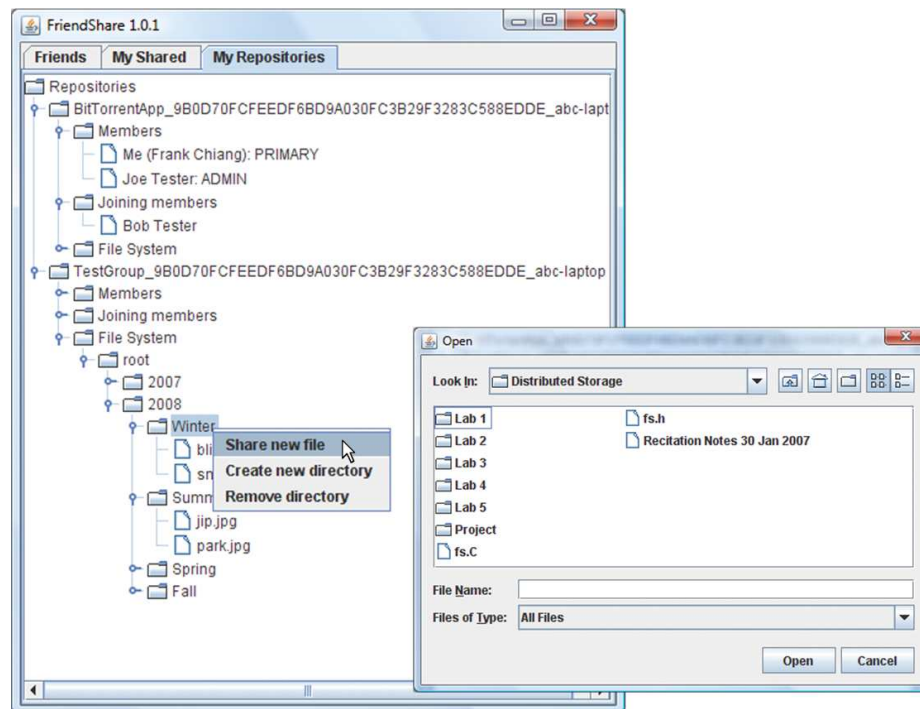 FriendShare 1.0.1
Friends My Shared My Repositories
Repositories
BitTorrentApp_9B0D70FCFEEDF6BD9A030FC3B29F3283C588EDDE_abc-lapt
Members
Me (Frank Chiang): PRIMARY
Joe Tester: ADMIN
Joining members
Bob Tester
File System
TestGroup_9B0D70FCFEEDF6BD9A030FC3B29F3283C588EDDE_abc-laptop
Members
Joining members
File System
root
2007
2008
Winter
bli
sn
Summ
jip.jpg
park.jpg
Spring
Fall
Share new file
Create new directory
Remove directory
Open
Look In: Distributed Storage
Lab 1
Lab 2
Lab 3
Lab 4
Lab 5
Project
fs.C
fs.h
Recitation Notes 30 Jan 2007
File Name:
Files of Type: All Files
Open Cancel